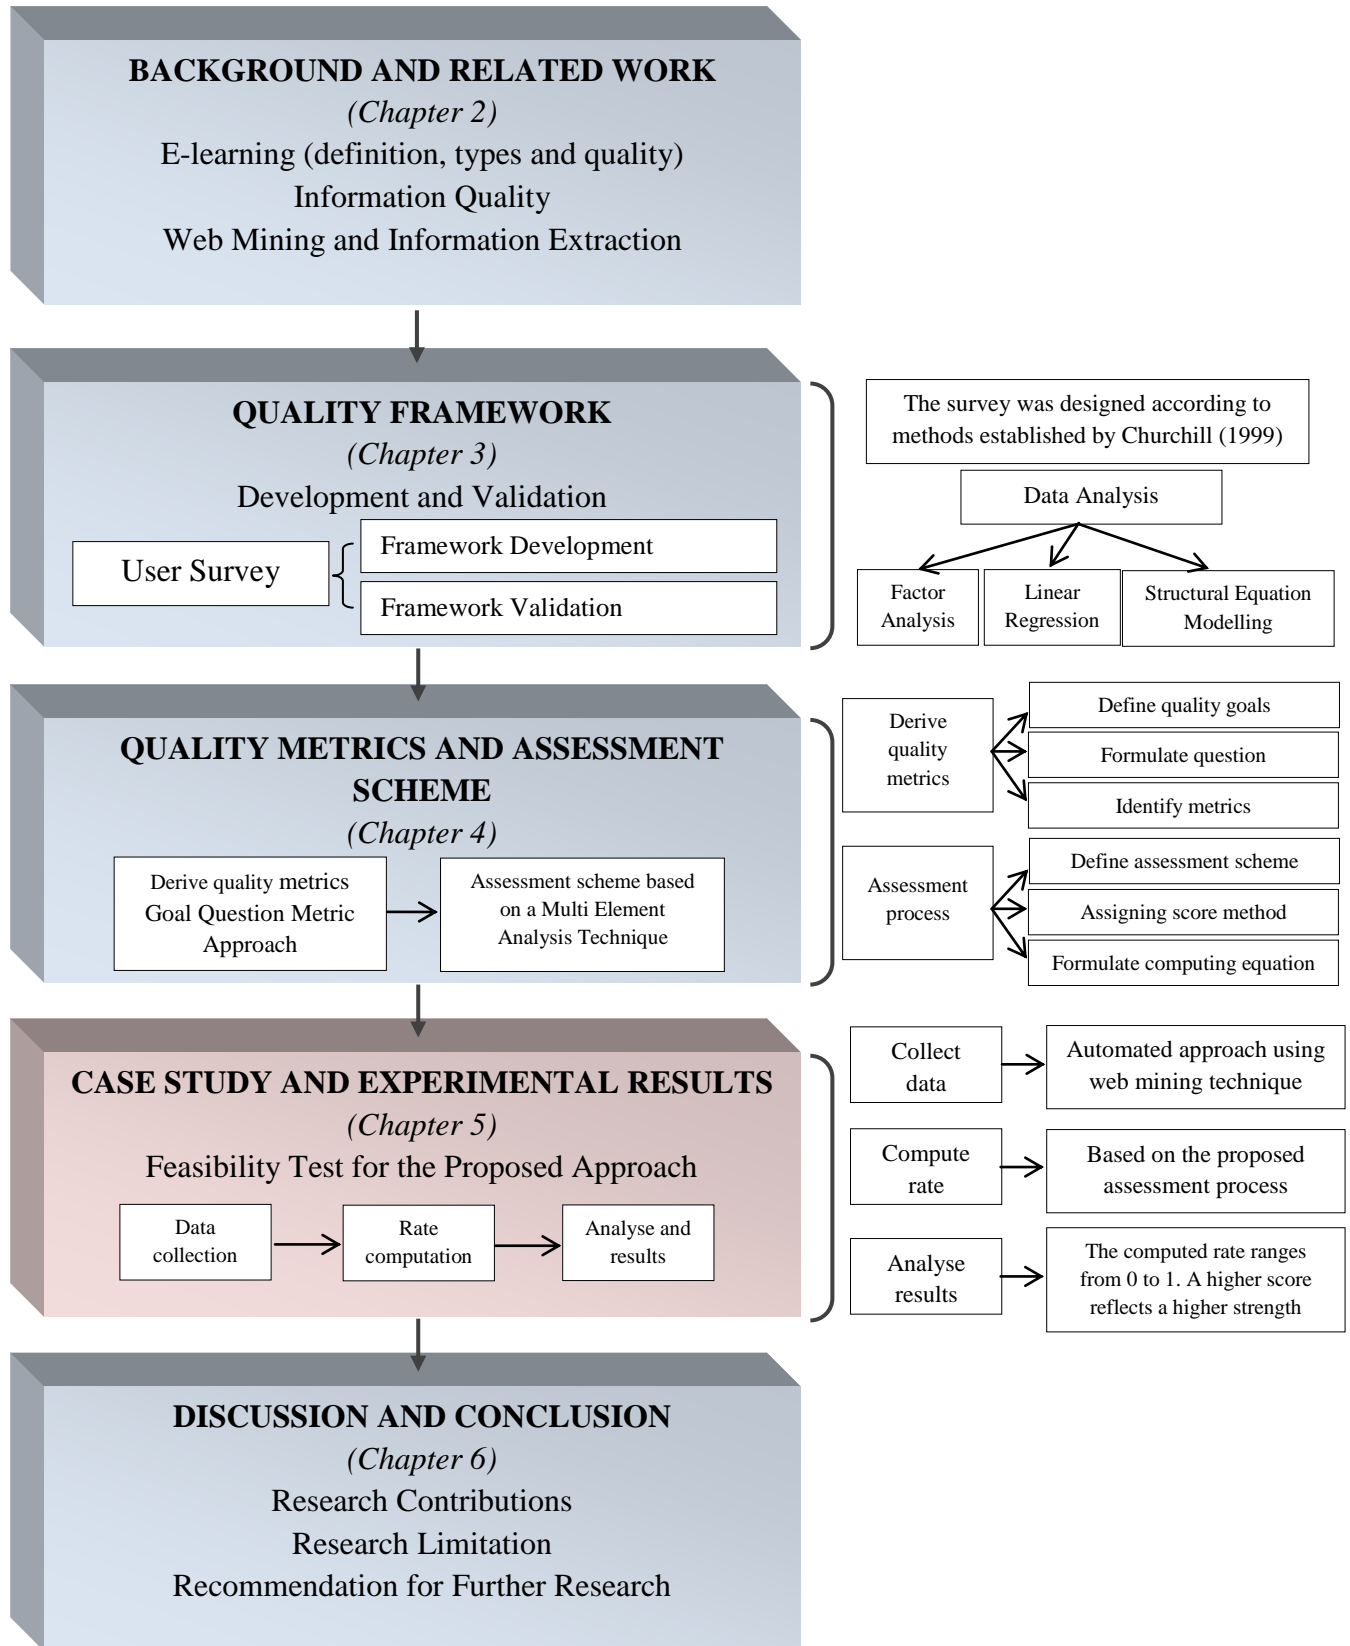 BACKGROUND AND RELATED WORK
(Chapter 2)
E-learning (definition, types and quality)
Information Quality
Web Mining and Information Extraction
QUALITY FRAMEWORK
(Chapter 3)
Development and Validation
User Survey
Framework Development
Framework Validation
The survey was designed according to
methods established by Churchill (1999)
Data Analysis
Factor
Analysis
Linear
Regression
Structural Equation
Modelling
QUALITY METRICS AND ASSESSMENT
SCHEME
(Chapter 4)
Derive quality metrics
Goal Question Metric
Approach
Assessment scheme based
on a Multi Element
Analysis Technique
Derive
quality
metrics
Define quality goals
Formulate question
Identify metrics
Assessment
process
Define assessment scheme
Assigning score method
Formulate computing equation
CASE STUDY AND EXPERIMENTAL RESULTS
(Chapter 5)
Feasibility Test for the Proposed Approach
Data
collection
Rate
computation
Analyse and
results
Collect
data
Automated approach using
web mining technique
Compute
rate
Based on the proposed
assessment process
Analyse
results
The computed rate ranges
from 0 to 1. A higher score
reflects a higher strength
DISCUSSION AND CONCLUSION
(Chapter 6)
Research Contributions
Research Limitation
Recommendation for Further Research